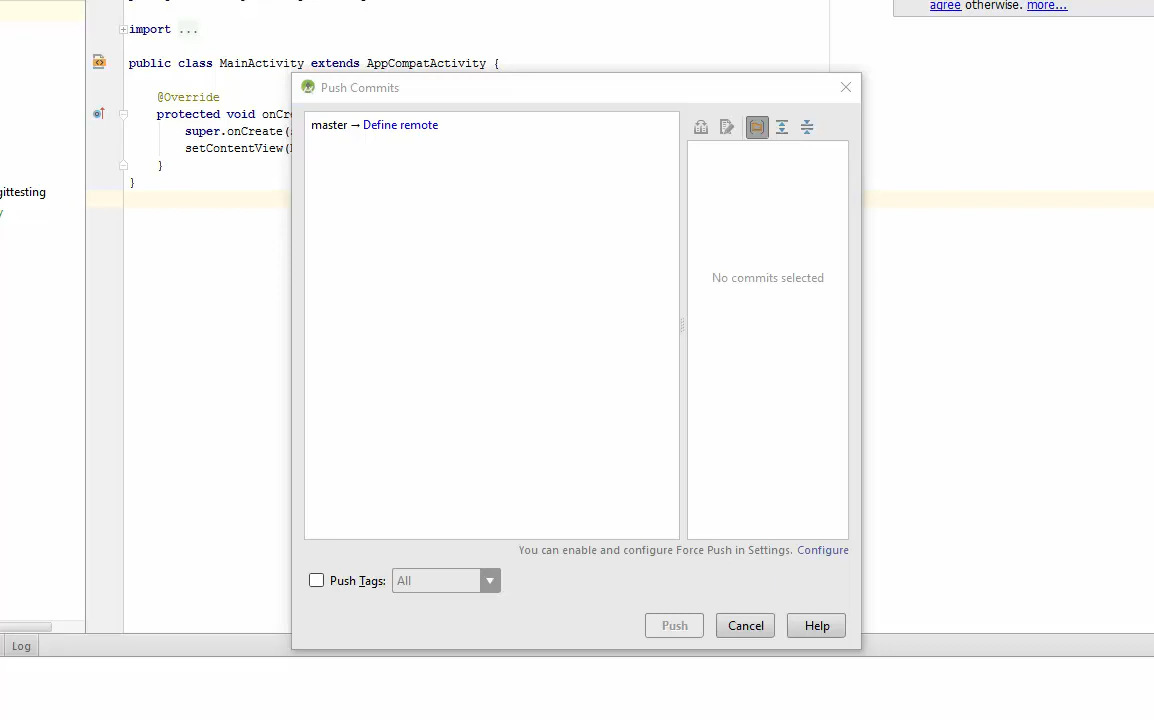 agree otherwise. more...
import ...
public class MainActivity extends AppCompatActivity {
@Override
protected void onCre
super.onCreate(
setContentView(
}
}
gittesting
Push Commits
master → Define remote
No commits selected
You can enable and configure Force Push in Settings. Configure
Push Tags: All
Push Cancel Help
Log